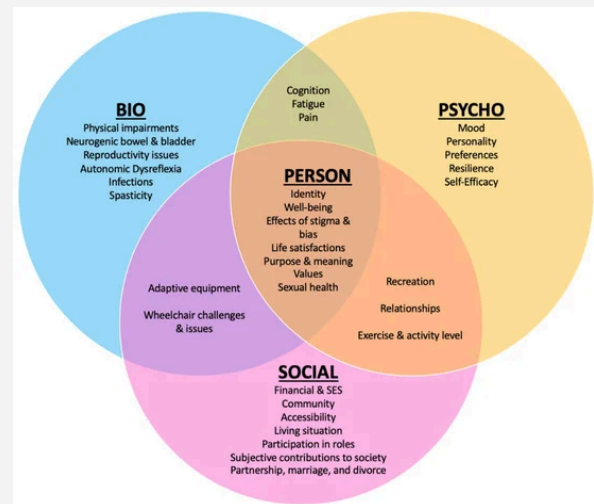 BIO
Physical impairments
Neurogenic bowel & bladder
Reproductivity issues
Autonomic Dysreflexia
Infections
Spasticity
Cognition
Fatigue
Pain
PSYCHO
Mood
Personality
Preferences
Resilience
Self-Efficacy
PERSON
Identity
Well-being
Effects of stigma &
bias
Life satisfactions
Purpose & meaning
Values
Sexual health
Adaptive equipment
Wheelchair challenges
& issues
Recreation
Relationships
Exercise & activity level
SOCIAL
Financial & SES
Community
Accessibility
Living situation
Participation in roles
Subjective contributions to society
Partnership, marriage, and divorce